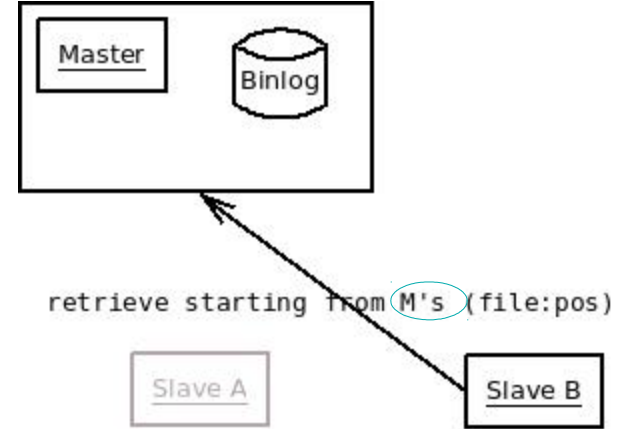 Master
Binlog
retrieve starting from M's (file:pos)
Slave A
Slave B